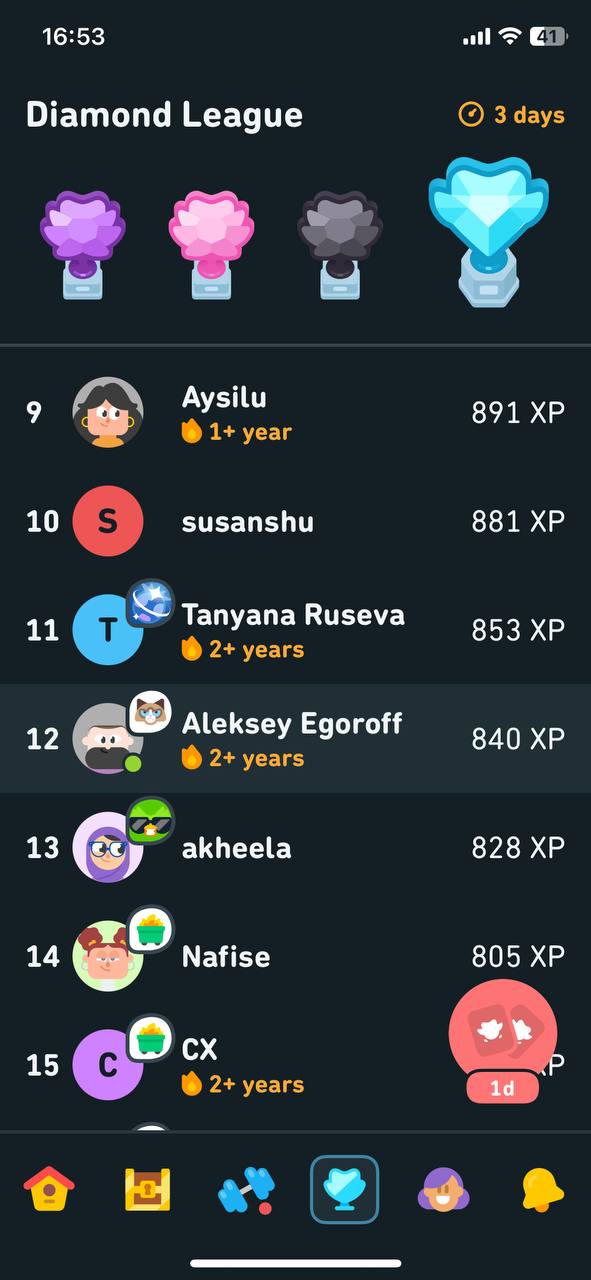 16:53
41
Diamond League
3 days
9
Aysilu
1+ year
891 XP
10
S
susanshu
881 XP
11
T
Tanyana Ruseva
2+ years
853 XP
12
Aleksey Egoroff
2+ years
840 XP
13
akheela
828 XP
14
Nafise
805 XP
15
C
CX
2+ years
XP
1d